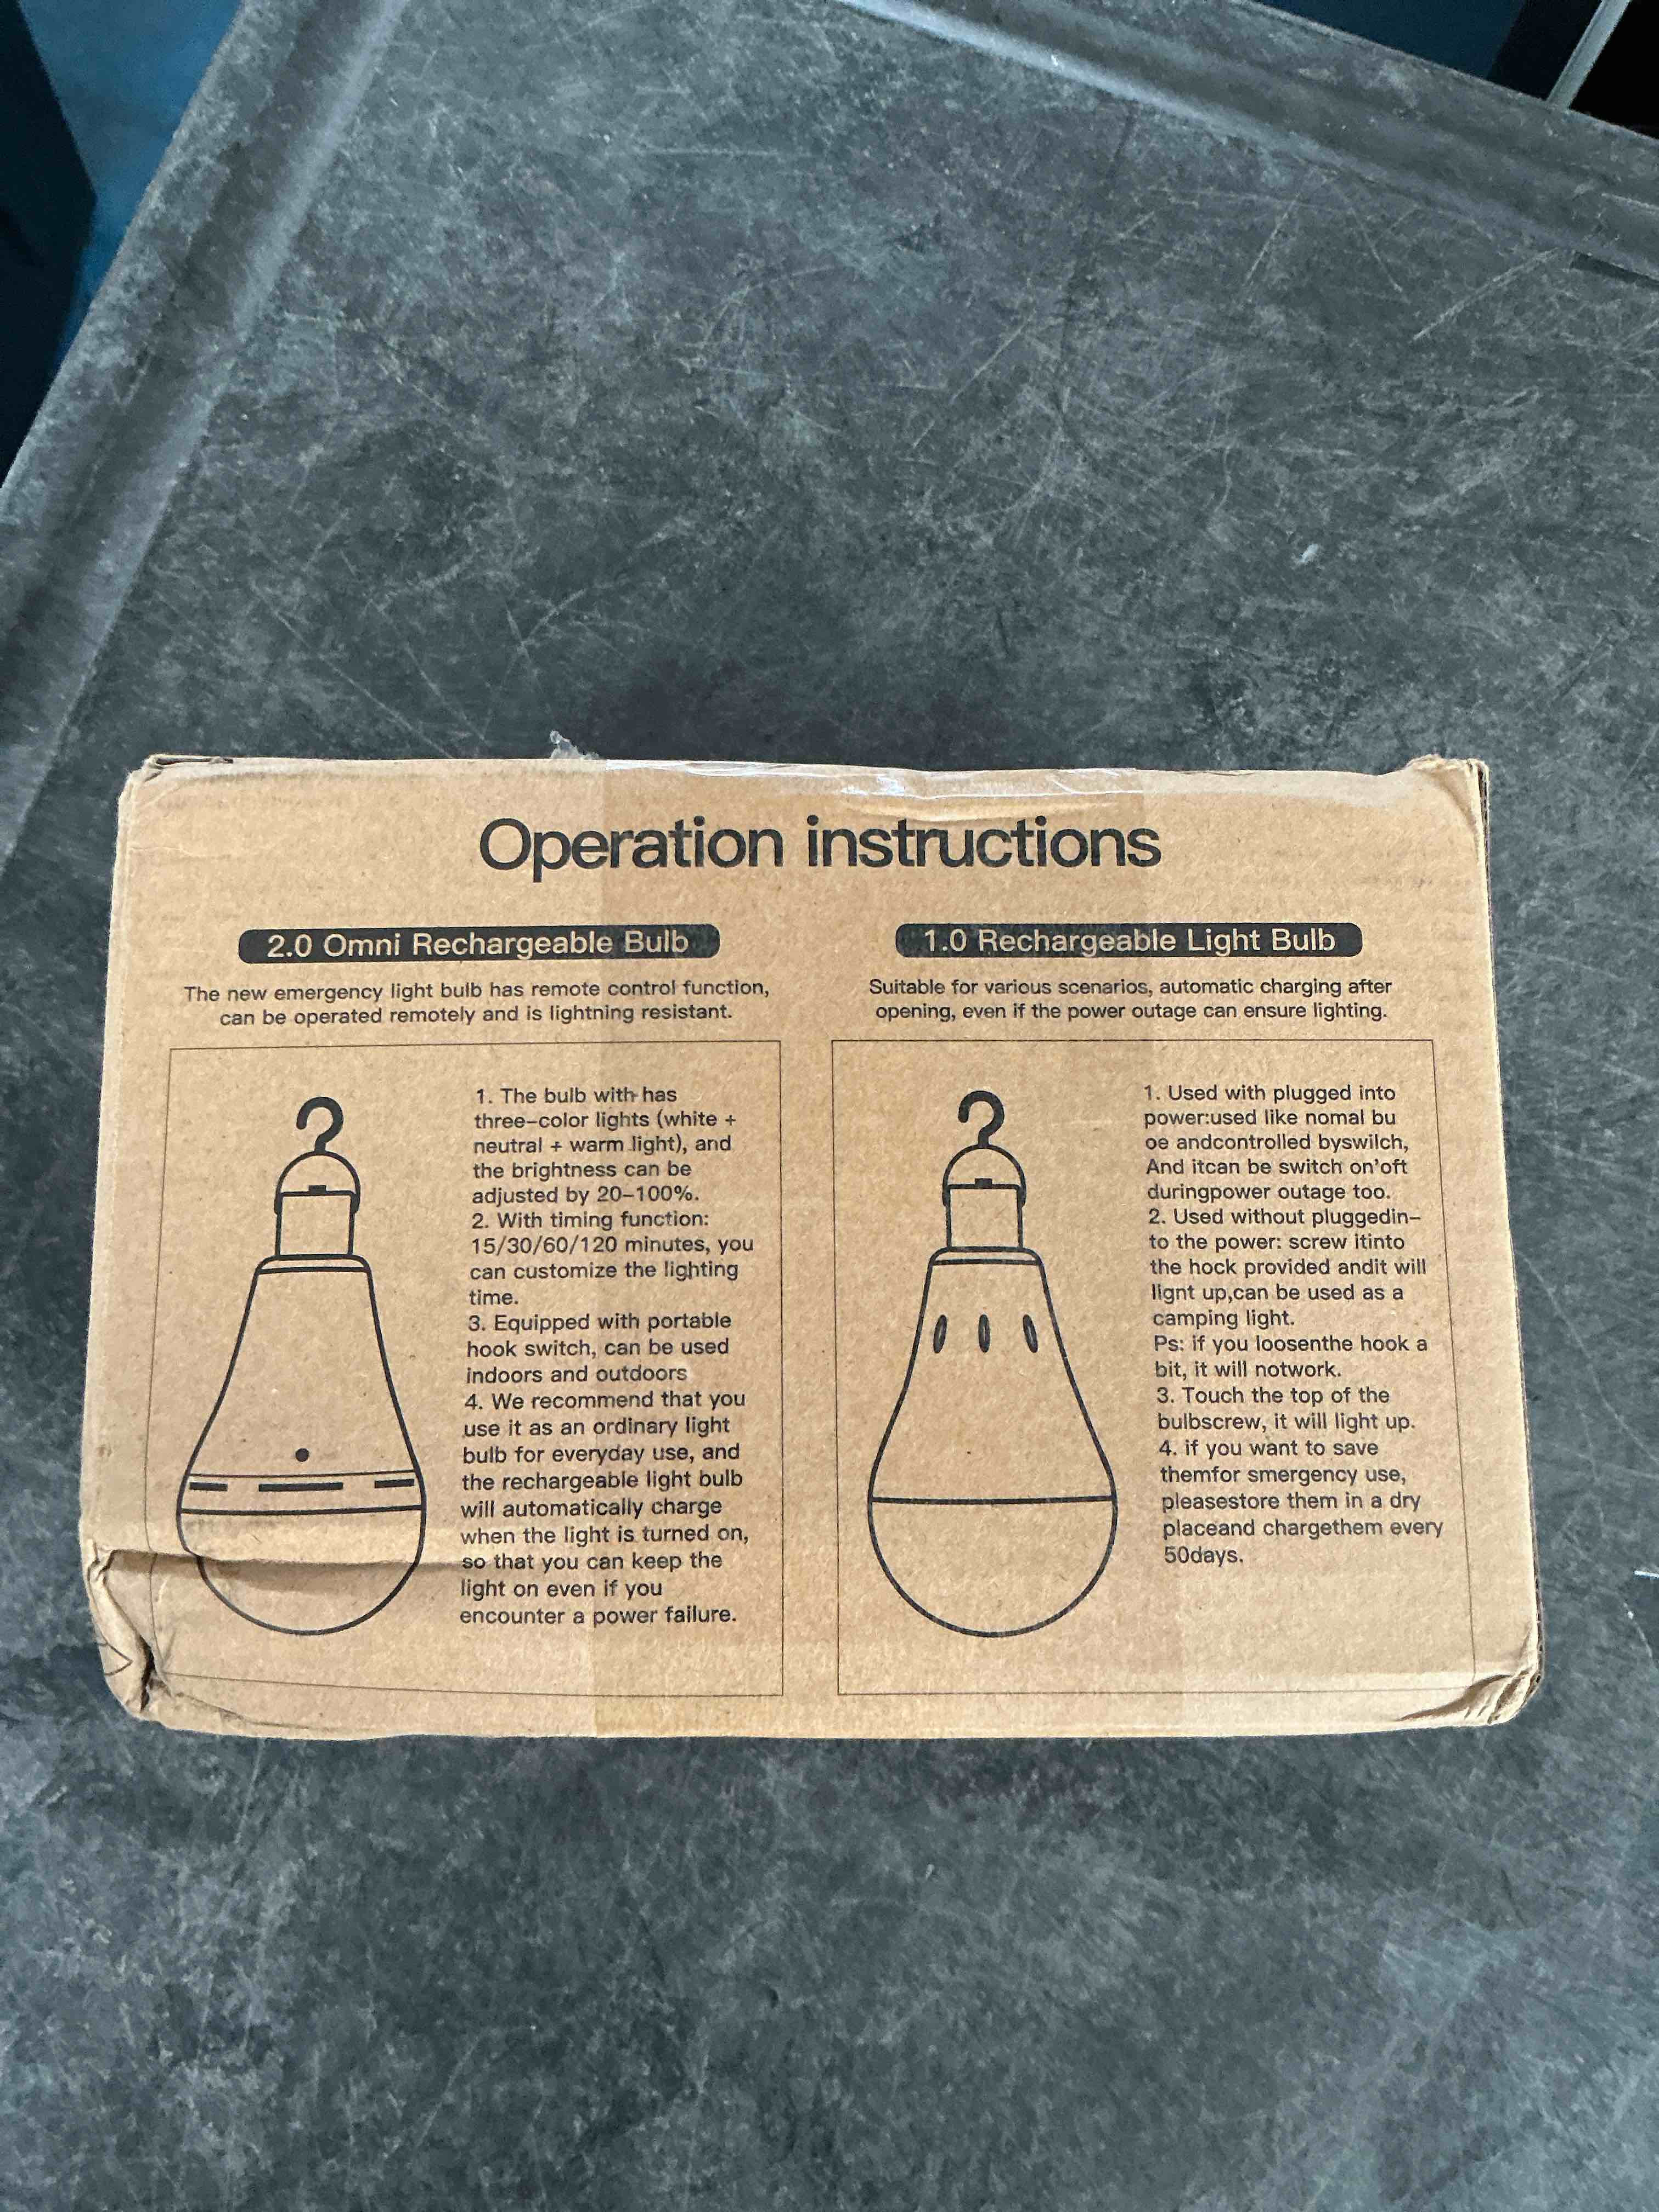 Operation instructions
2.0 Omni Rechargeable Bulb
The new emergency light bulb has remote control function,
can be operated remotely and is lightning resistant.
1. The bulb with has
three-color lights (white +
neutral + warm light), and
the brightness can be
adjusted by 20-100%.
2. With timing function:
15/30/60/120 minutes, you
can customize the lighting
time.
3. Equipped with portable
hook switch, can be used
indoors and outdoors
4. We recommend that you
use it as an ordinary light
bulb for everyday use, and
the rechargeable light bulb
will automatically charge
when the light is turned on,
so that you can keep the
light on even if you
encounter a power failure.
1.0 Rechargeable Light Bulb
Suitable for various scenarios, automatic charging after
opening, even if the power outage can ensure lighting.
1. Used with plugged into
power:used like nomal bu
oe andcontrolled byswilch,
And itcan be switch on'oft
duringpower outage too.
2. Used without pluggedin-
to the power: screw itinto
the hock provided andit will
lignt up,can be used as a
camping light.
Ps: if you loosenthe hook a
bit, it will notwork.
3. Touch the top of the
bulbscrew, it will light up.
4. if you want to save
themfor smergency use,
pleasestore them in a dry
placeand chargethem every
50days.